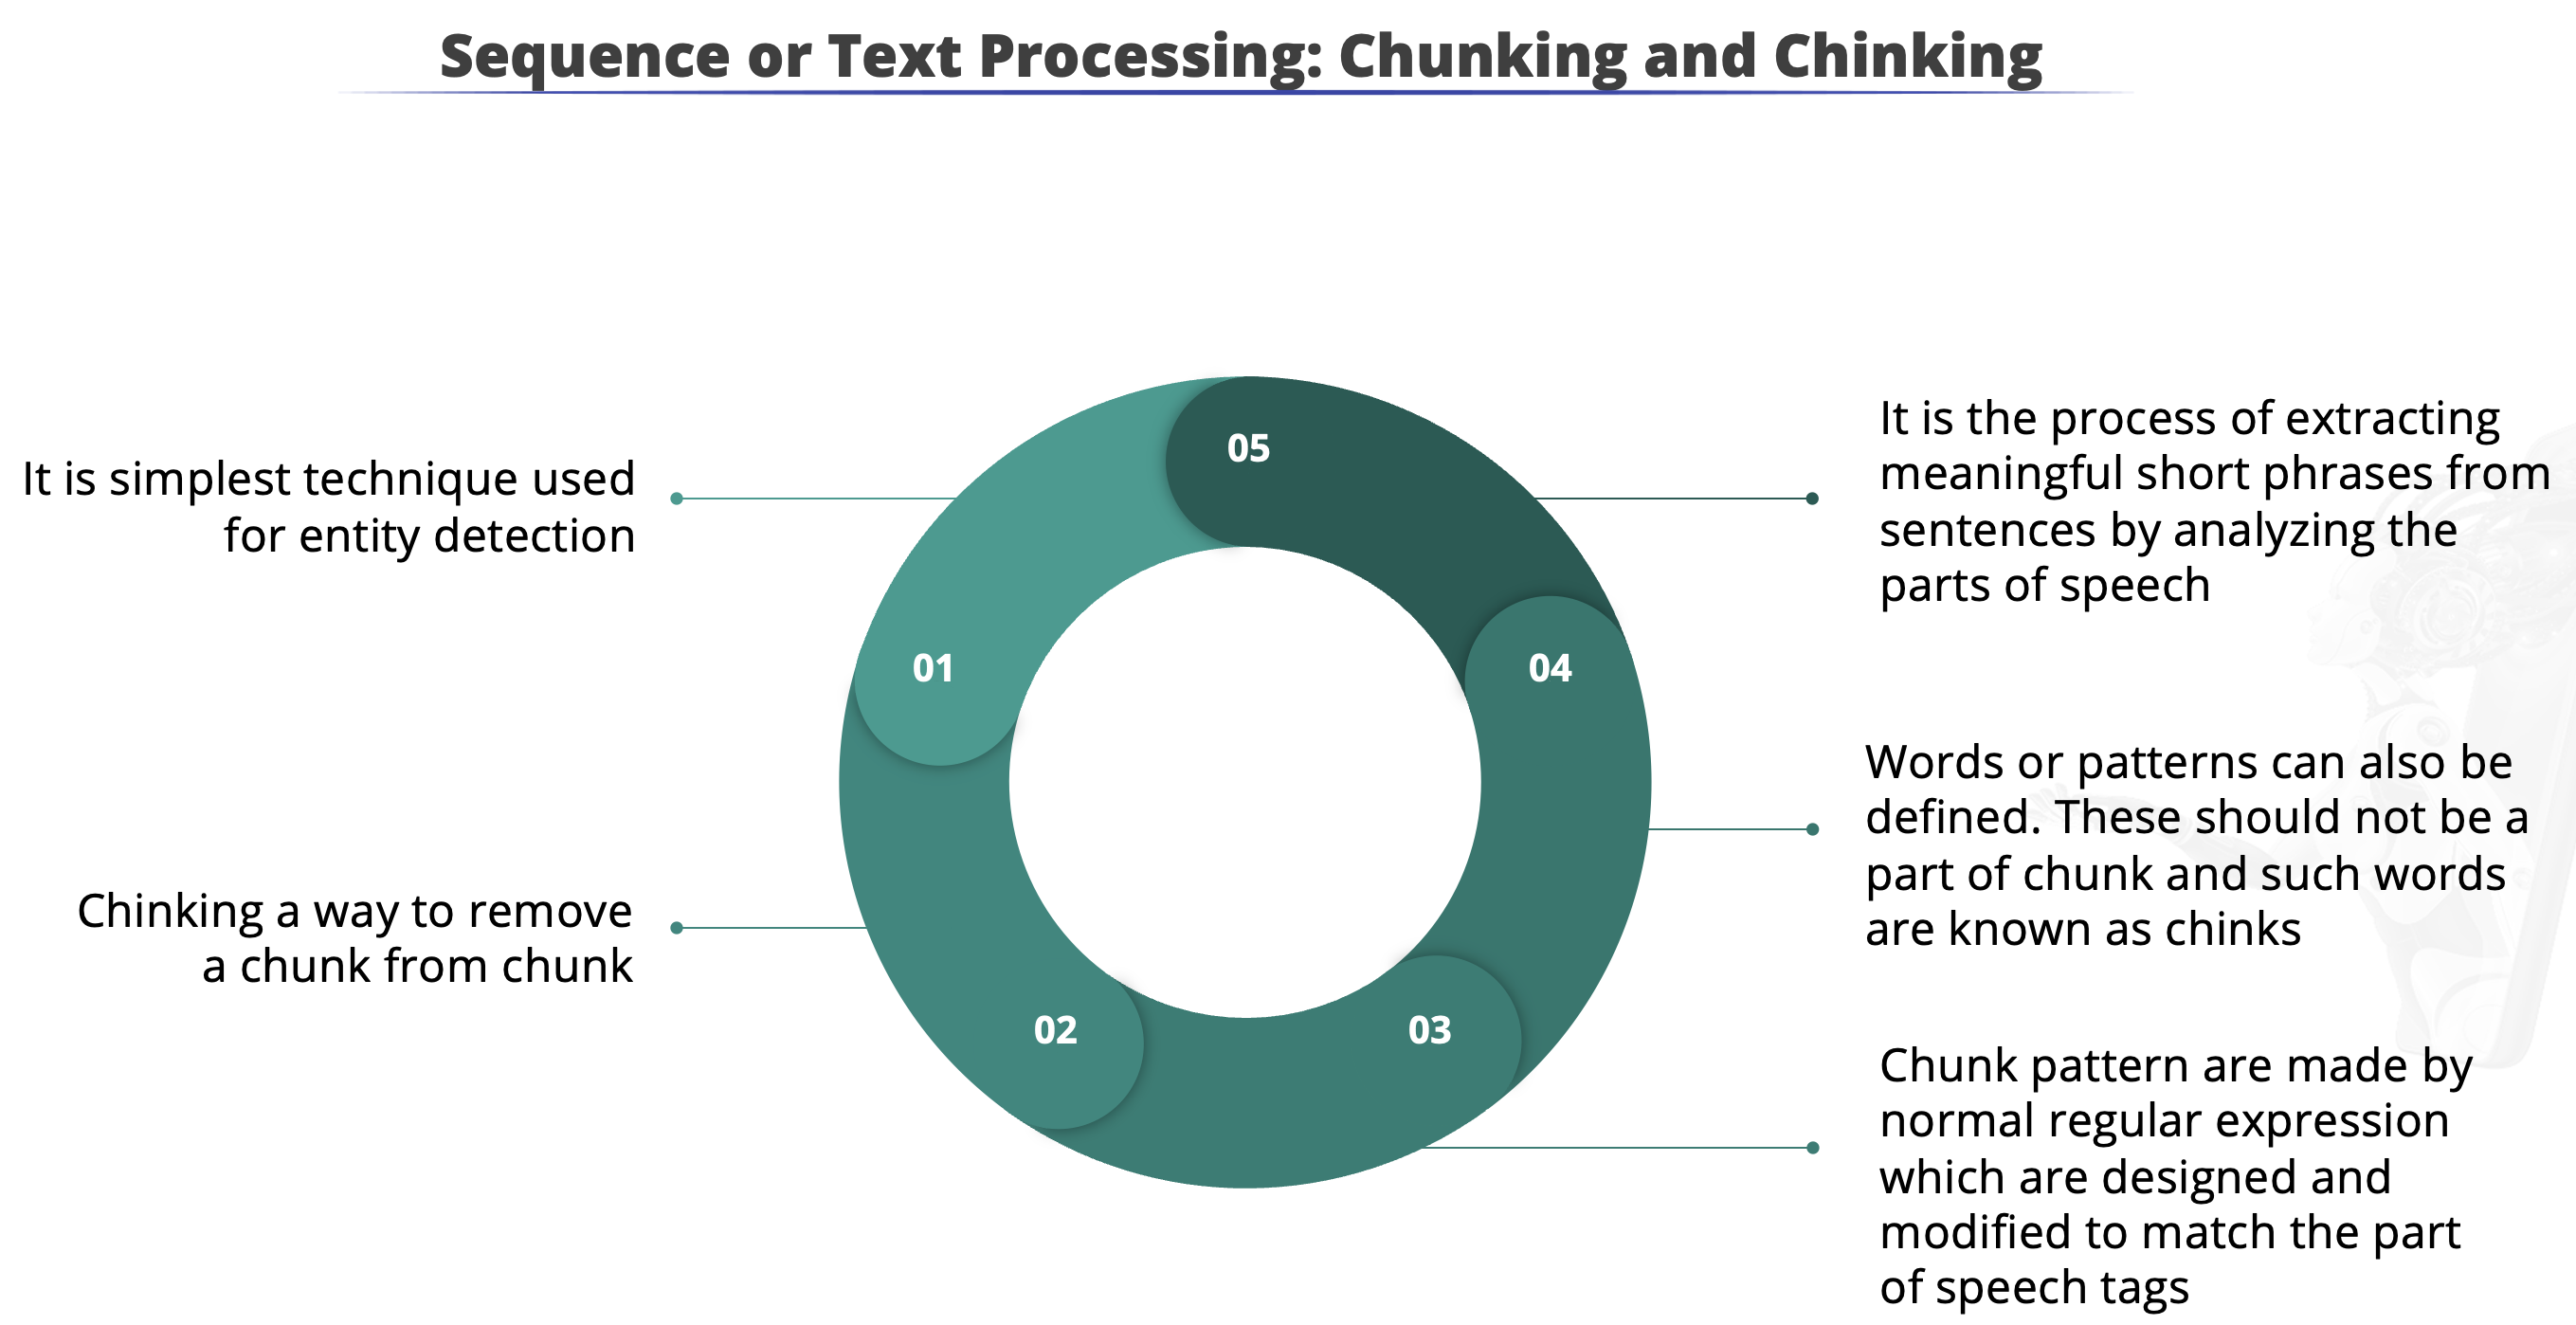 Sequence or Text Processing: Chunking and Chinking
It is simplest technique used
for entity detection
01
Chinking a way to remove
a chunk from chunk
02
03
Chunk pattern are made by
normal regular expression
which are designed and
modified to match the part
of speech tags
04
Words or patterns can also be
defined. These should not be a
part of chunk and such words
are known as chinks
05
It is the process of extracting
meaningful short phrases from
sentences by analyzing the
parts of speech